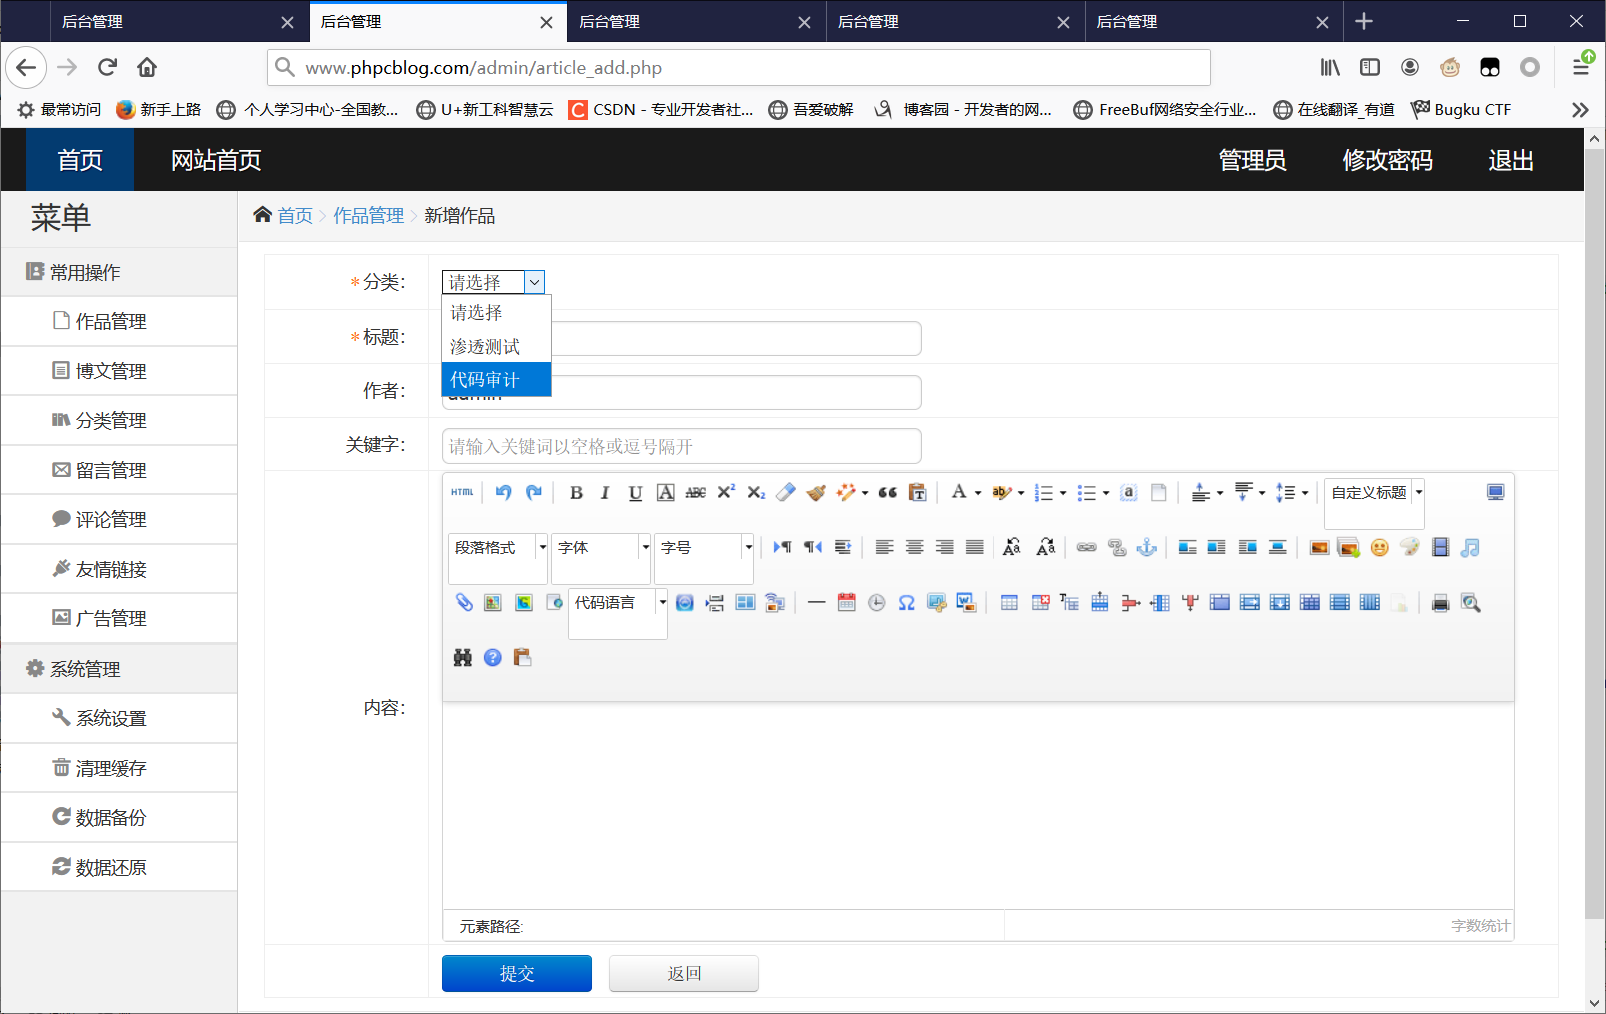 后台管理 后台管理 后台管理 后台管理 后台管理
www.phpcblog.com/admin/article_add.php
最常访问 新手上路 个人学习中心-全国教... U+新工科智慧云 CSDN - 专业开发者社... 吾爱破解 博客园 - 开发者的网... FreeBuf网络安全行业... 在线翻译_有道 Bugku CTF
首页 网站首页 管理员 修改密码 退出
菜单
首页 作品管理 新增作品
常用操作
作品管理
博文管理
分类管理
留言管理
评论管理
友情链接
广告管理
系统管理
系统设置
清理缓存
数据备份
数据还原
*分类: 请选择
请选择
渗透测试
代码审计
*标题:
作者: admin
关键字: 请输入关键词以空格或逗号隔开
HTML B I U A ABC X² X₂ A ab a 自定义标题
段落格式 字体 字号
代码语言
内容:
元素路径: 字数统计
提交 返回